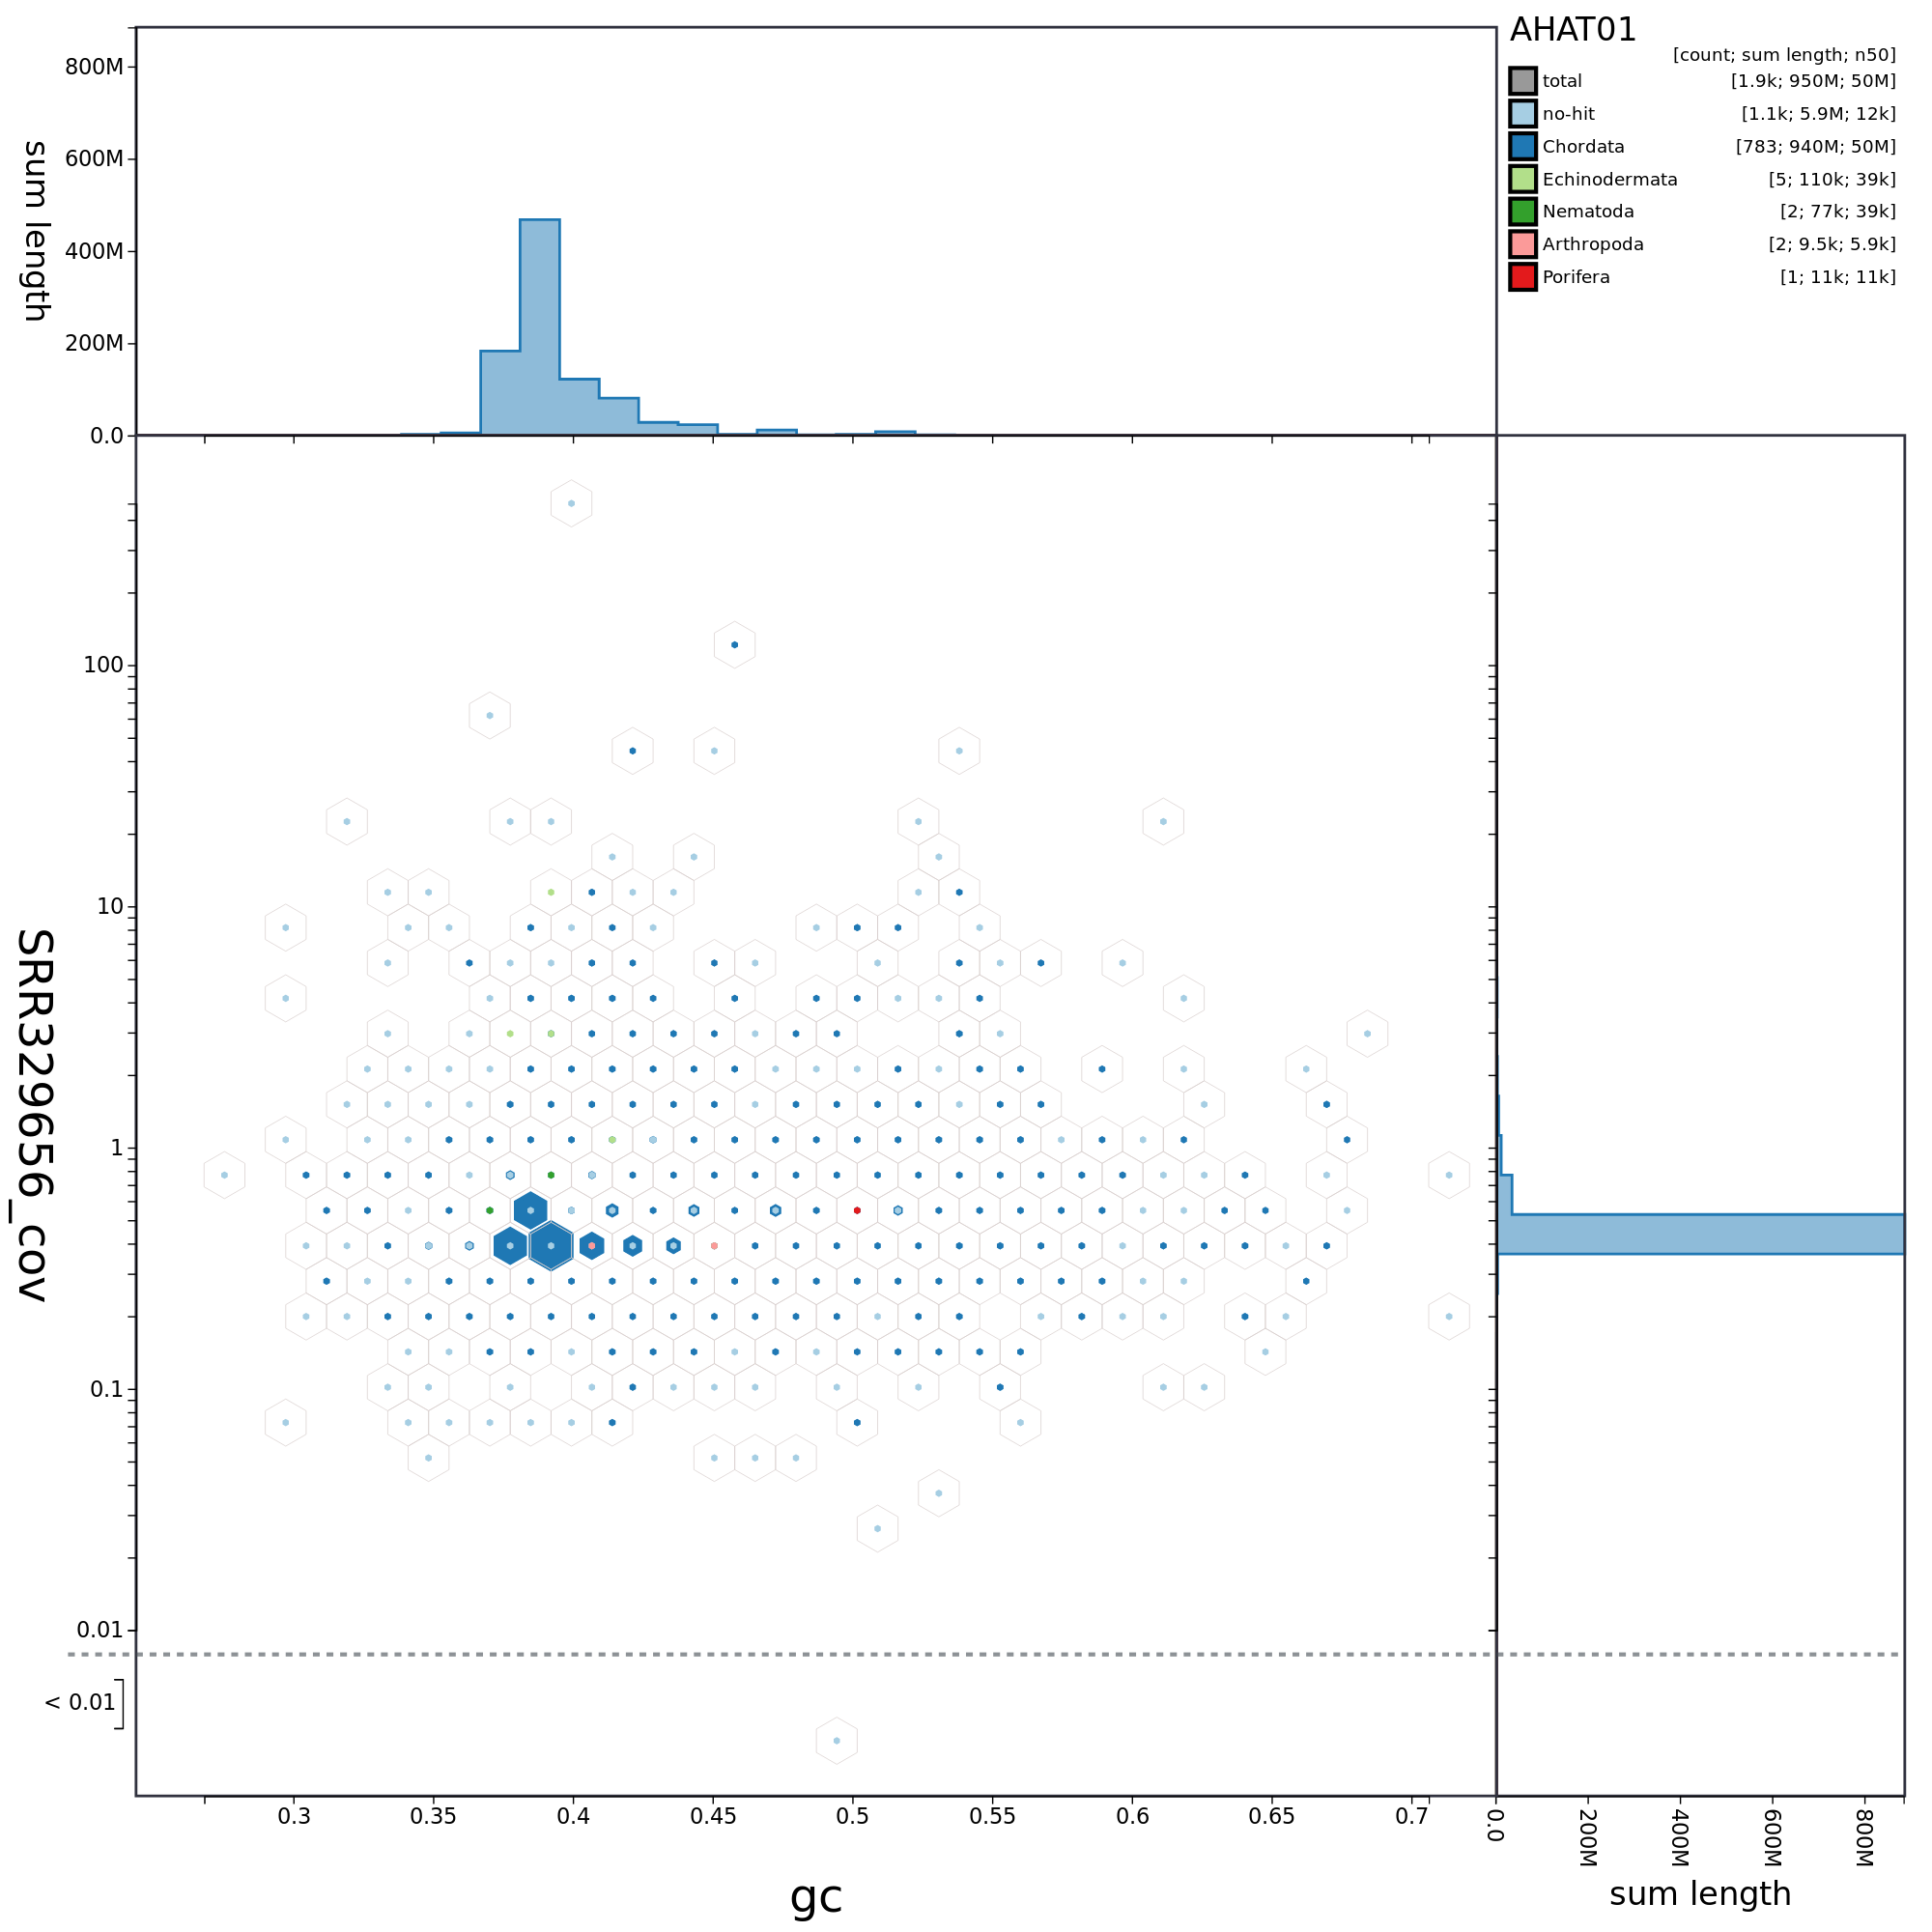 AHAT01
[count; sum length; n50]
total [1.9k; 950M; 50M]
no-hit [1.1k; 5.9M; 12k]
Chordata [783; 940M; 50M]
Echinodermata [5; 110k; 39k]
Nematoda [2; 77k; 39k]
Arthropoda [2; 9.5k; 5.9k]
Porifera [1; 11k; 11k]
sum length
800M
600M
400M
200M
0.0
SRR329656_cov
100
10
1
0.1
0.01
< 0.01
0.3 0.35 0.4 0.45 0.5 0.55 0.6 0.65 0.7
gc
0.0 200M 400M 600M 800M
sum length